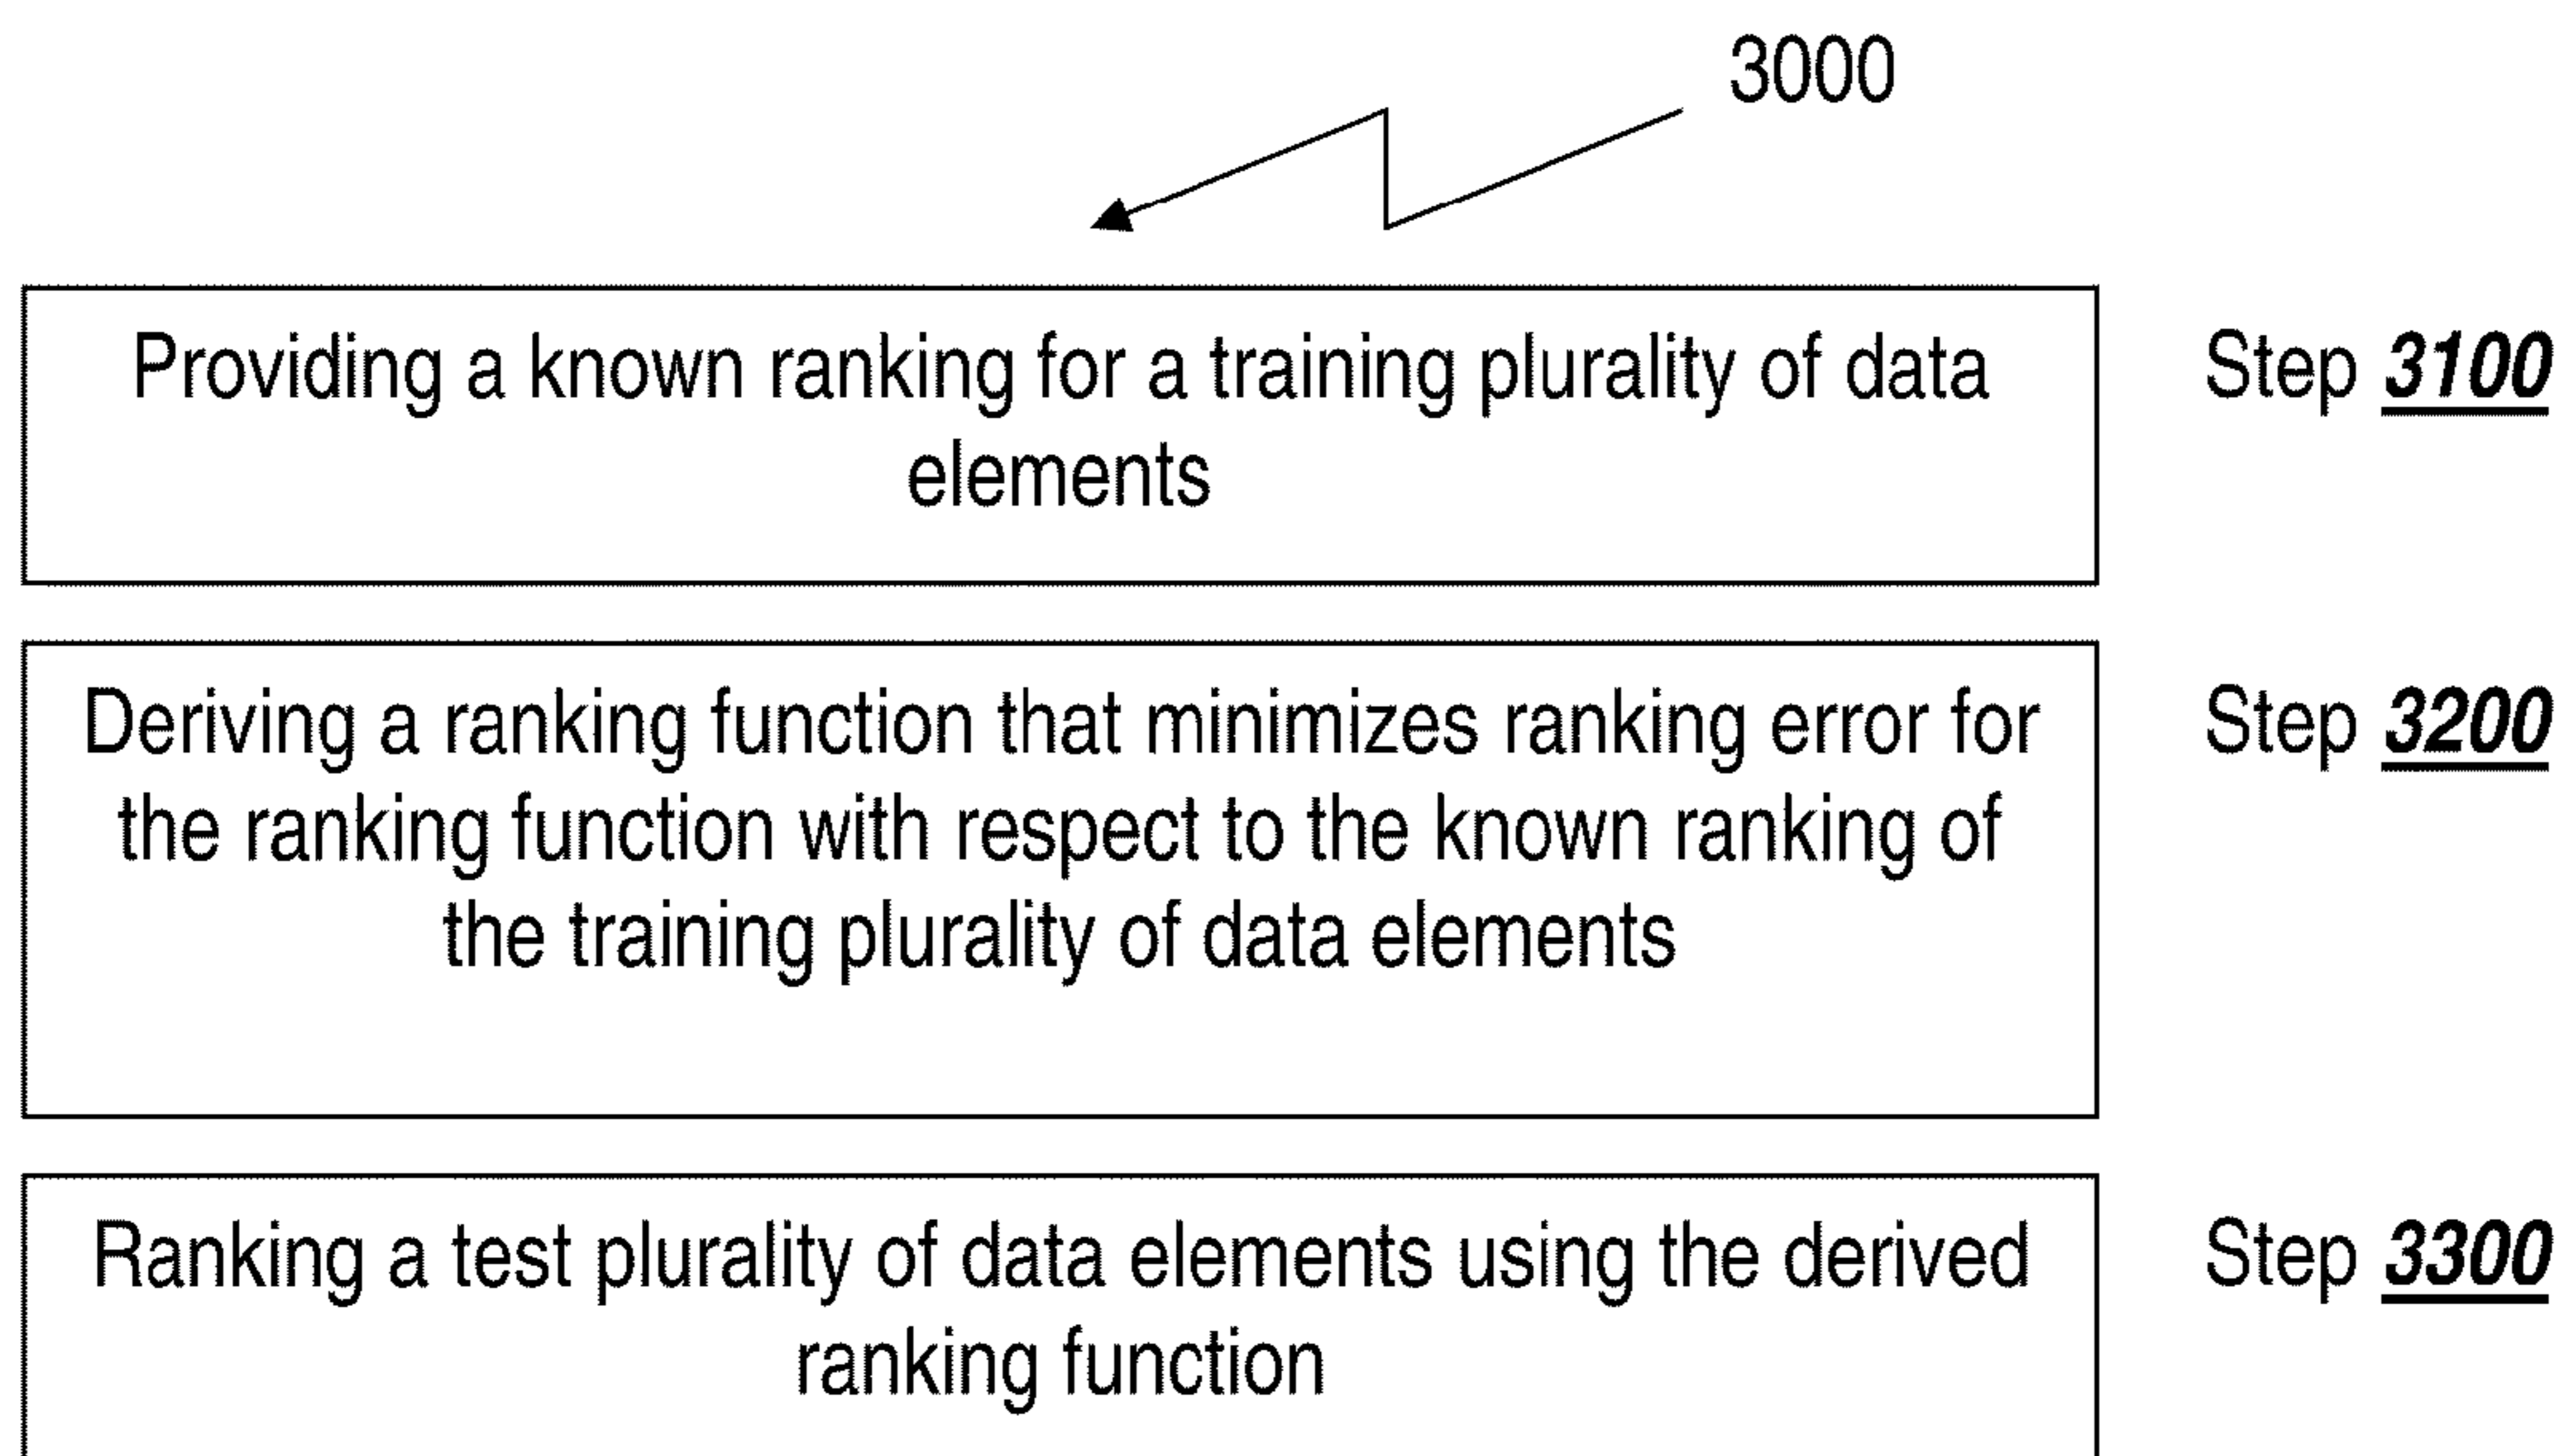 3000
Providing a known ranking for a training plurality of data
elements
Step 3100
Deriving a ranking function that minimizes ranking error for
the ranking function with respect to the known ranking of
the training plurality of data elements
Step 3200
Ranking a test plurality of data elements using the derived
ranking function
Step 3300